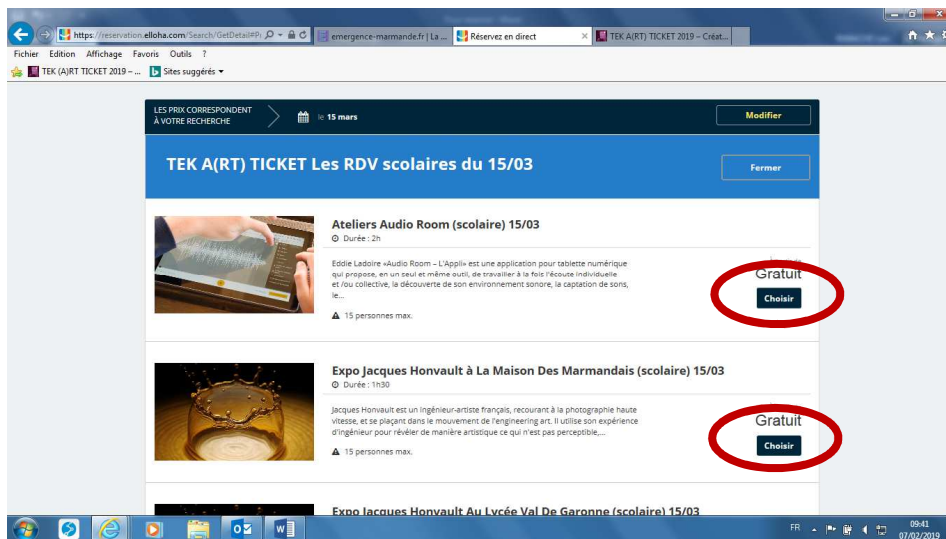 https://reservation.elloha.com/Search/GetDetail#Pi
emergence-marmande.fr | La ...
Réservez en direct
TEK A(RT) TICKET 2019 – Créat...
Fichier Edition Affichage Favoris Outils ?
TEK (A)RT TICKET 2019 – ...
Sites suggérés
LES PRIX CORRESPONDENT
À VOTRE RECHERCHE
le 15 mars
Modifier
TEK A(RT) TICKET Les RDV scolaires du 15/03
Fermer
Ateliers Audio Room (scolaire) 15/03
Durée : 2h
Eddie Ladoire «Audio Room – L'Appli» est une application pour tablette numérique
qui propose, en un seul et même outil, de travailler à la fois l'écoute individuelle
et /ou collective, la découverte de son environnement sonore, la captation de sons,
le...
15 personnes max.
Gratuit
Choisir
Expo Jacques Honvault à La Maison Des Marmandais (scolaire) 15/03
Durée : 1h30
Jacques Honvault est un ingénieur-artiste français, recourant à la photographie haute
vitesse, et se plaçant dans le mouvement de l'engineering art. Il utilise son expérience
d'ingénieur pour révéler de manière artistique ce qui n'est pas perceptible,...
15 personnes max.
Gratuit
Choisir
Expo Jacques Honvault Au Lycée Val De Garonne (scolaire) 15/03
FR
09:41
07/02/2019